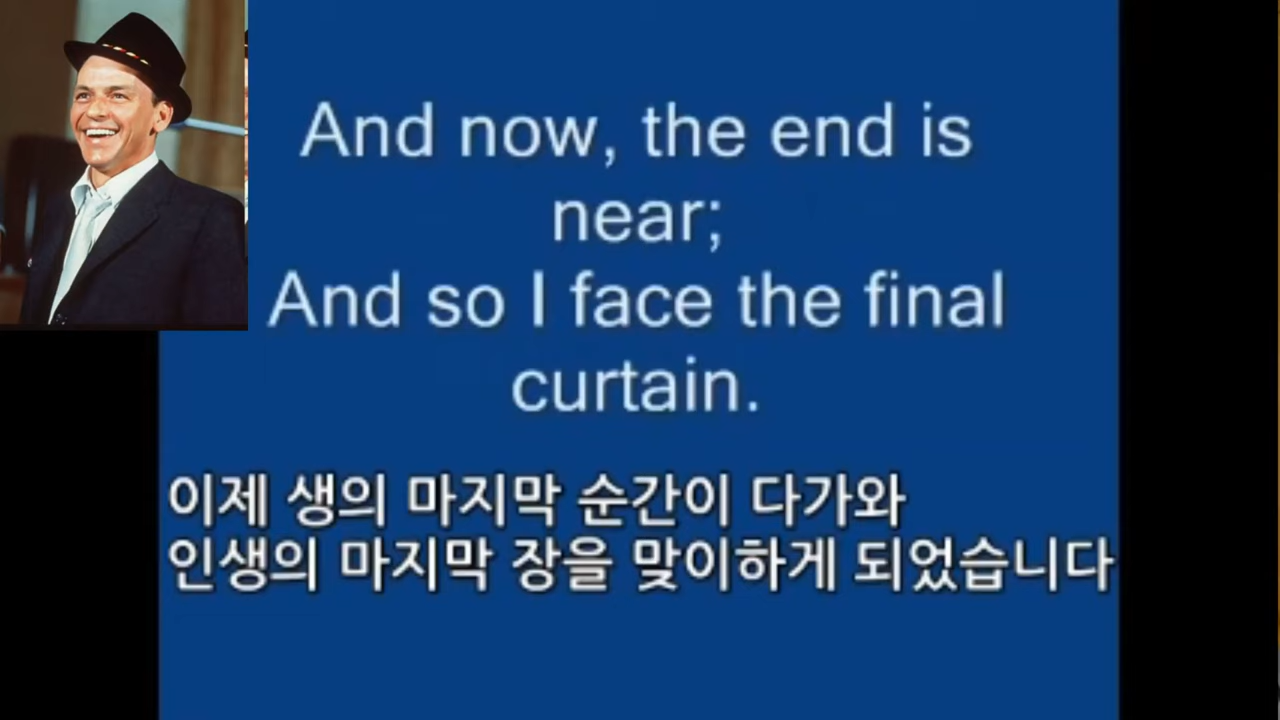 And now, the end is
near;
And so I face the final
curtain.
이제 생의 마지막 순간이 다가와
인생의 마지막 장을 맞이하게 되었습니다